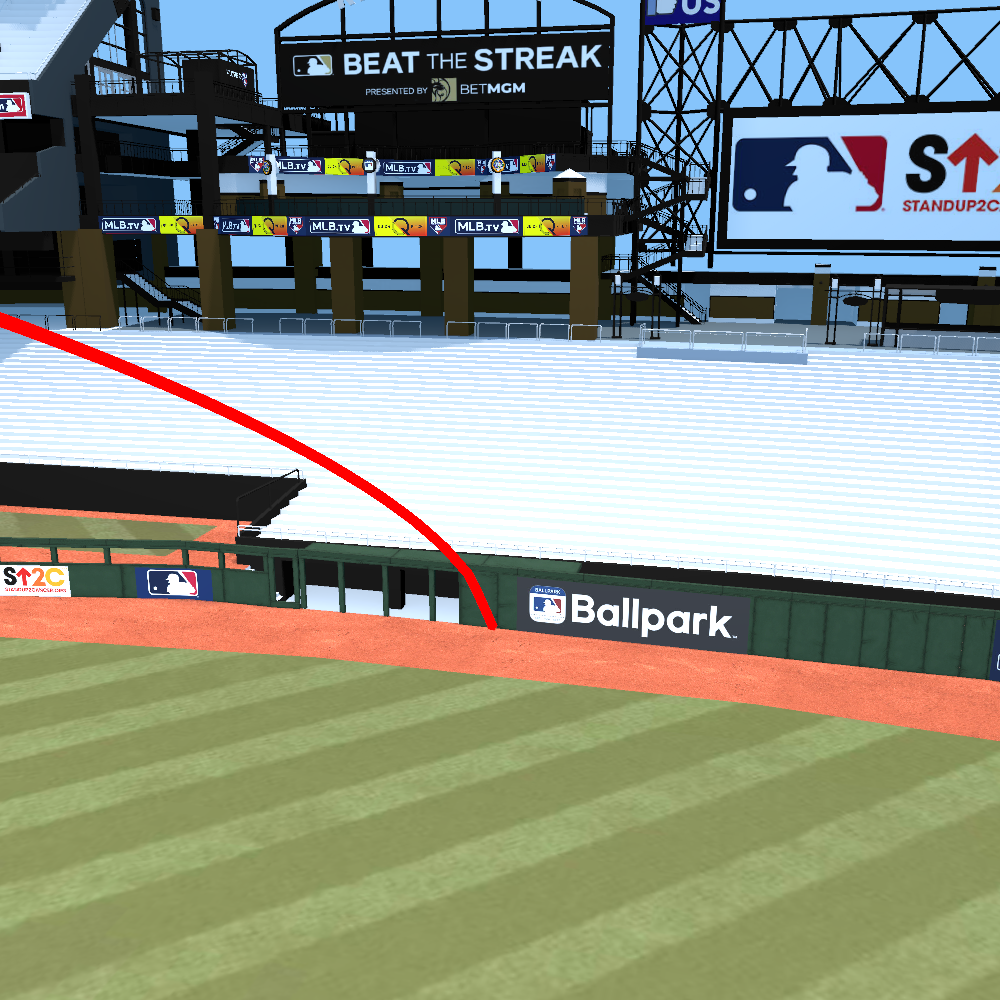 US
BEAT THE STREAK
PRESENTED BY BETMGM
MLB.TV
MLB.TV
MLB.TV
MLB.TV
MLB.TV
MLB.TV
STANDUP2C
S↑2C
BALLPARK
Ballpark